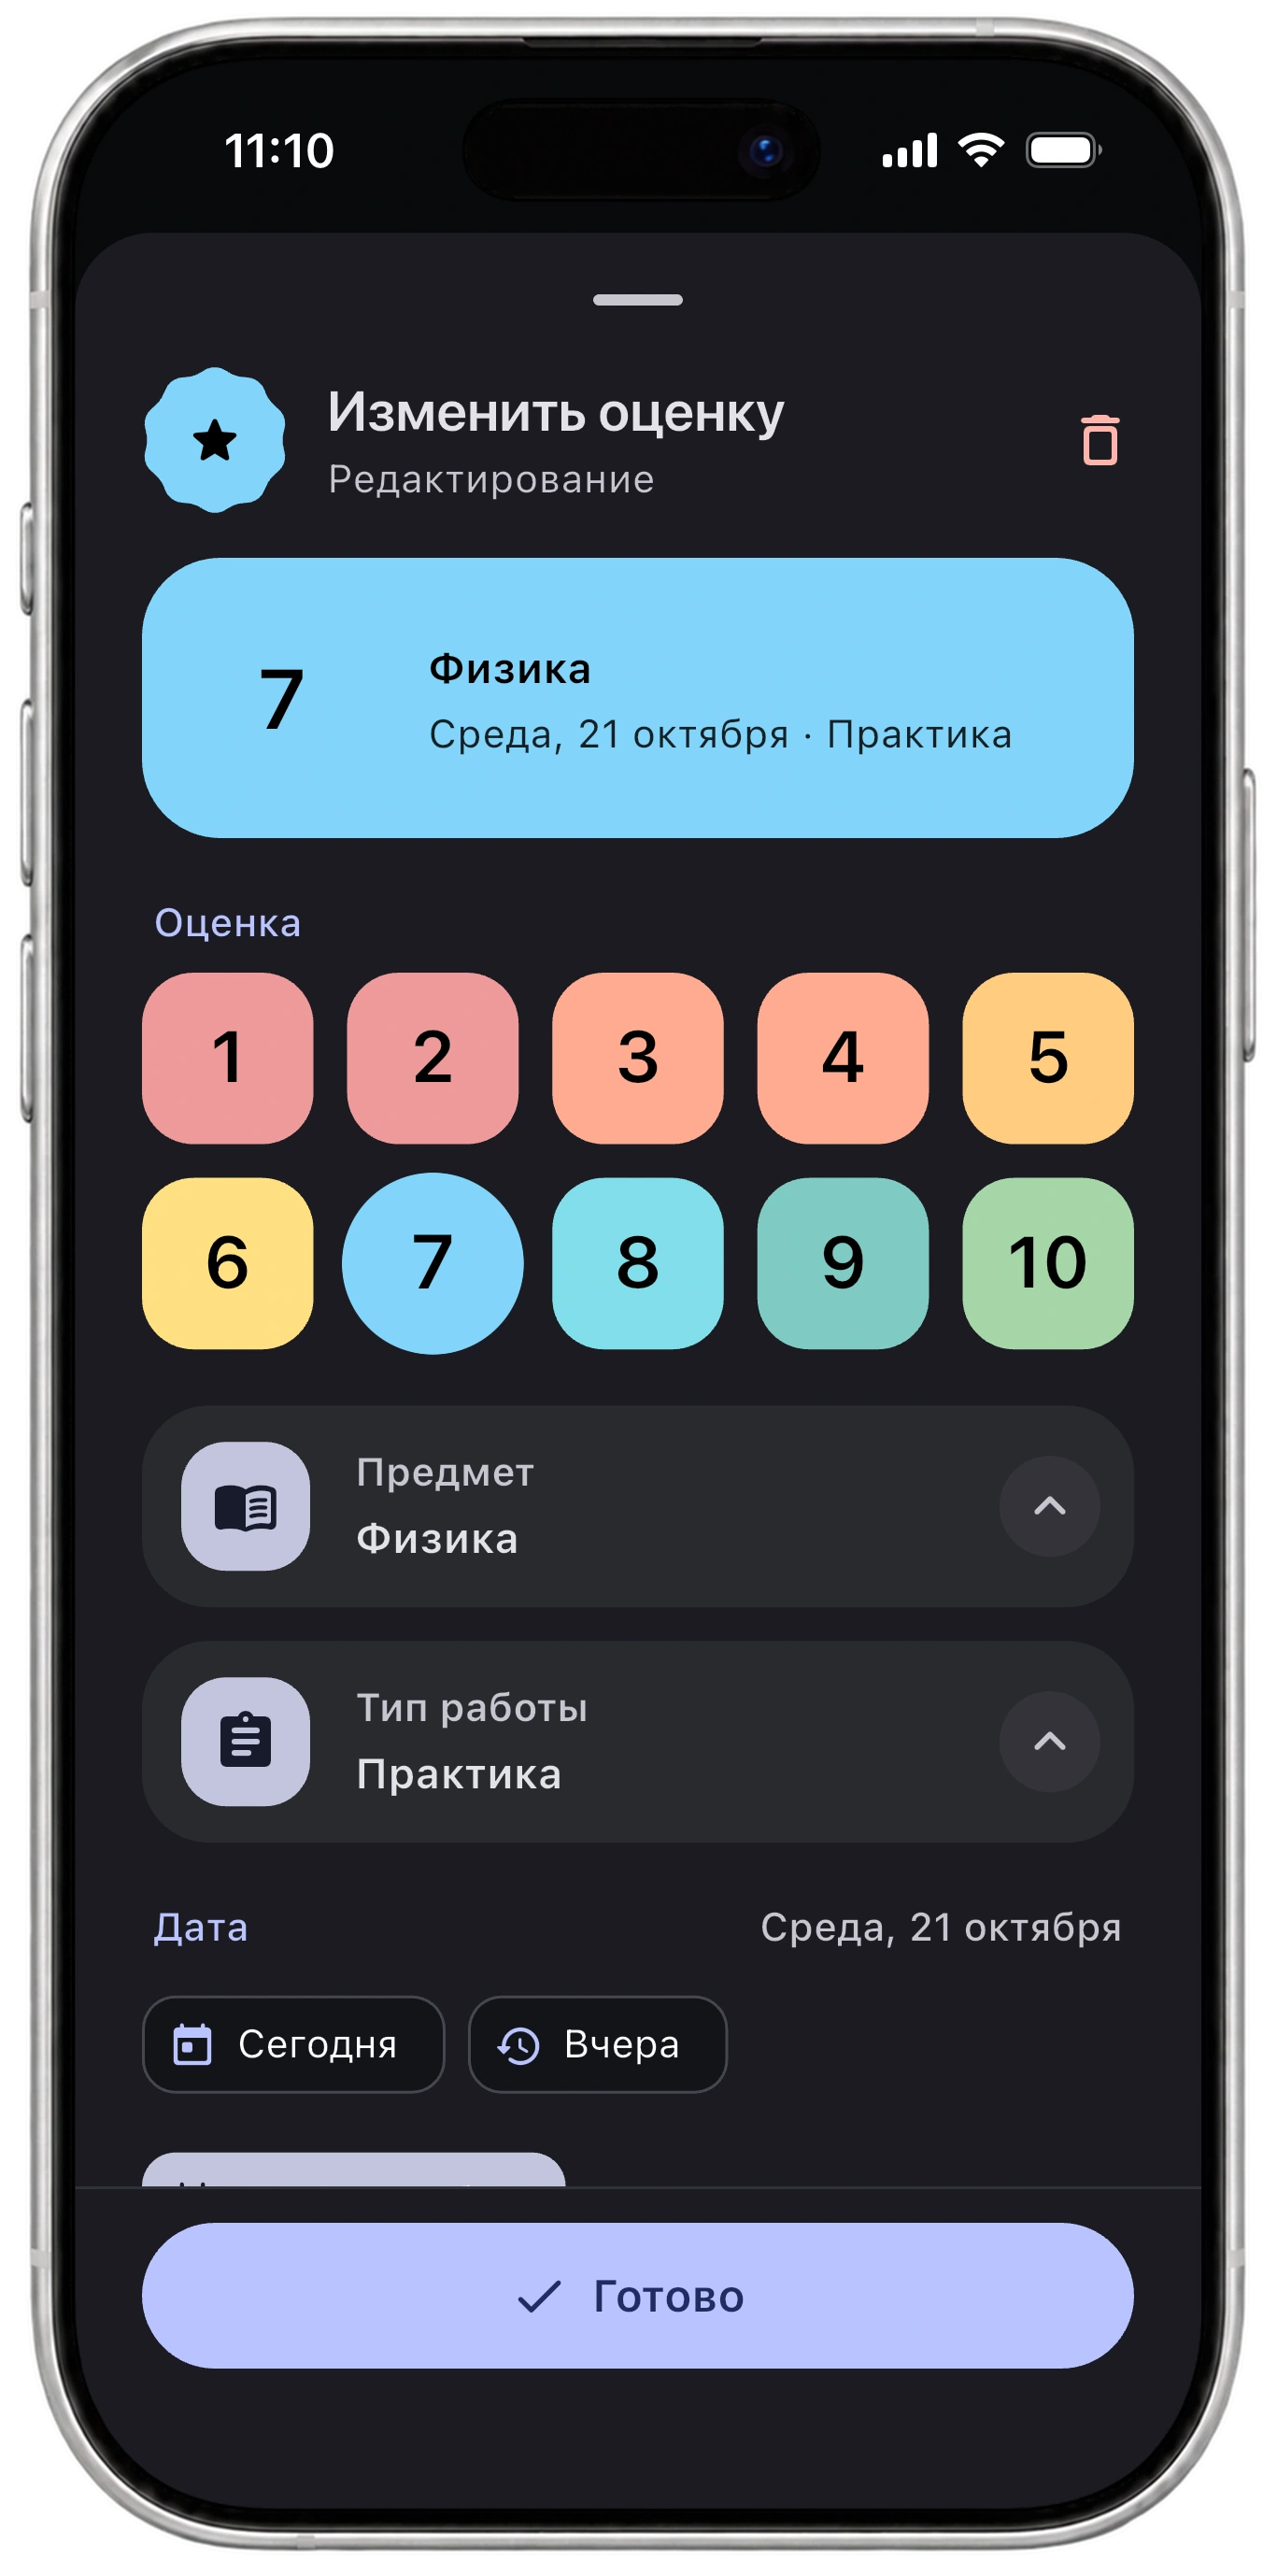 11:10
Изменить оценку
Редактирование
7
Физика
Среда, 21 октября · Практика
Оценка
1 2 3 4 5
6 7 8 9 10
Предмет
Физика
Тип работы
Практика
Дата
Среда, 21 октября
Сегодня
Вчера
Готово